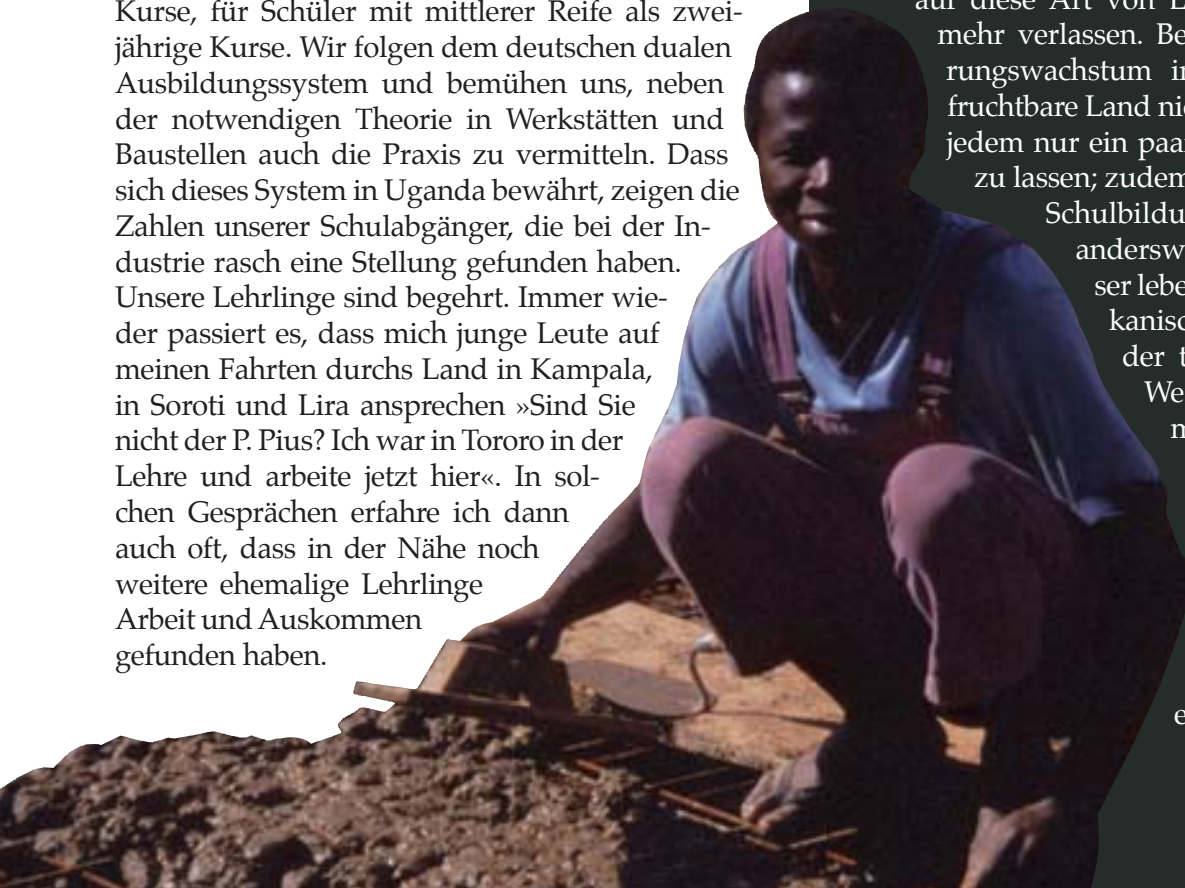 Kurse, für Schüler mit mittlerer Reife als zwei-
jährige Kurse. Wir folgen dem deutschen dualen
Ausbildungssystem und bemühen uns, neben
der notwendigen Theorie in Werkstätten und
Baustellen auch die Praxis zu vermitteln. Dass
sich dieses System in Uganda bewährt, zeigen die
Zahlen unserer Schulabgänger, die bei der In-
dustrie rasch eine Stellung gefunden haben.
Unsere Lehrlinge sind begehrt. Immer wie-
der passiert es, dass mich junge Leute auf
meinen Fahrten durchs Land in Kampala,
in Soroti und Lira ansprechen »Sind Sie
nicht der P. Pius? Ich war in Tororo in der
Lehre und arbeite jetzt hier«. In sol-
chen Gesprächen erfahre ich dann
auch oft, dass in der Nähe noch
weitere ehemalige Lehrlinge
Arbeit und Auskommen
gefunden haben.
auf diese Art von
mehr verlassen. Be
rungswachstum
fruchtbare Land
jedem nur ein
zu lassen; zudem
Schulbildu
andersw
ser lebe
kanisc
der t
We